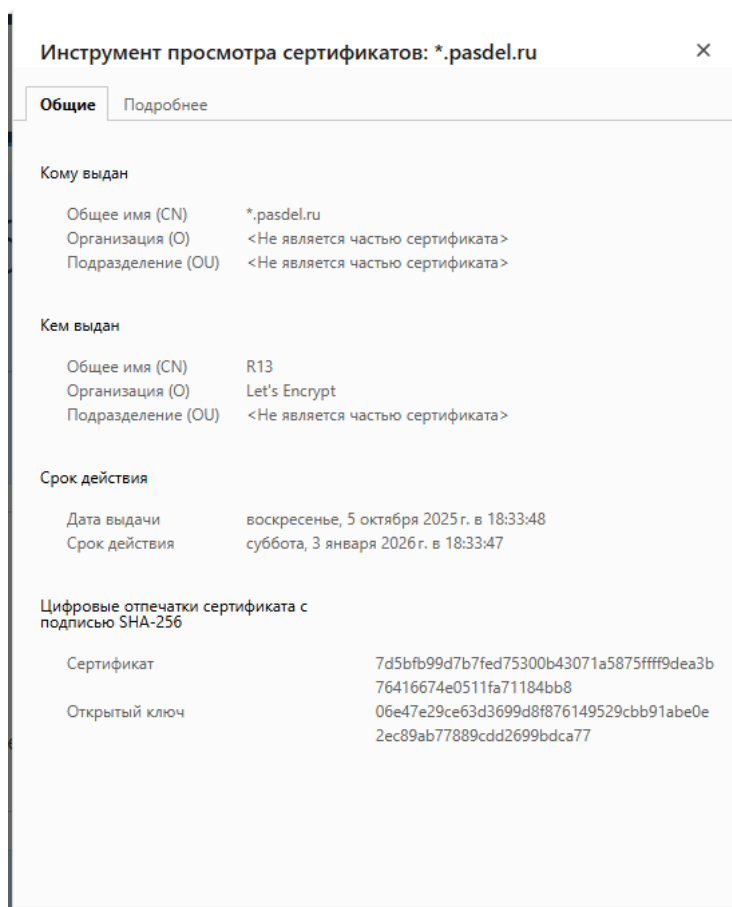 Инструмент просмотра сертификатов: *.pasdel.ru
Общие Подробнее
Кому выдан
Общее имя (CN) *.pasdel.ru
Организация (O) <Не является частью сертификата>
Подразделение (OU) <Не является частью сертификата>
Кем выдан
Общее имя (CN) R13
Организация (O) Let's Encrypt
Подразделение (OU) <Не является частью сертификата>
Срок действия
Дата выдачи воскресенье, 5 октября 2025 г. в 18:33:48
Срок действия суббота, 3 января 2026 г. в 18:33:47
Цифровые отпечатки сертификата с
подписью SHA-256
Сертификат 7d5bfb99d7b7fed75300b43071a5875ffff9dea3b
76416674e0511fa71184bb8
Открытый ключ 06e47e29ce63d3699d8f876149529cbb91abe0e
2ec89ab77889cdd2699bdca77